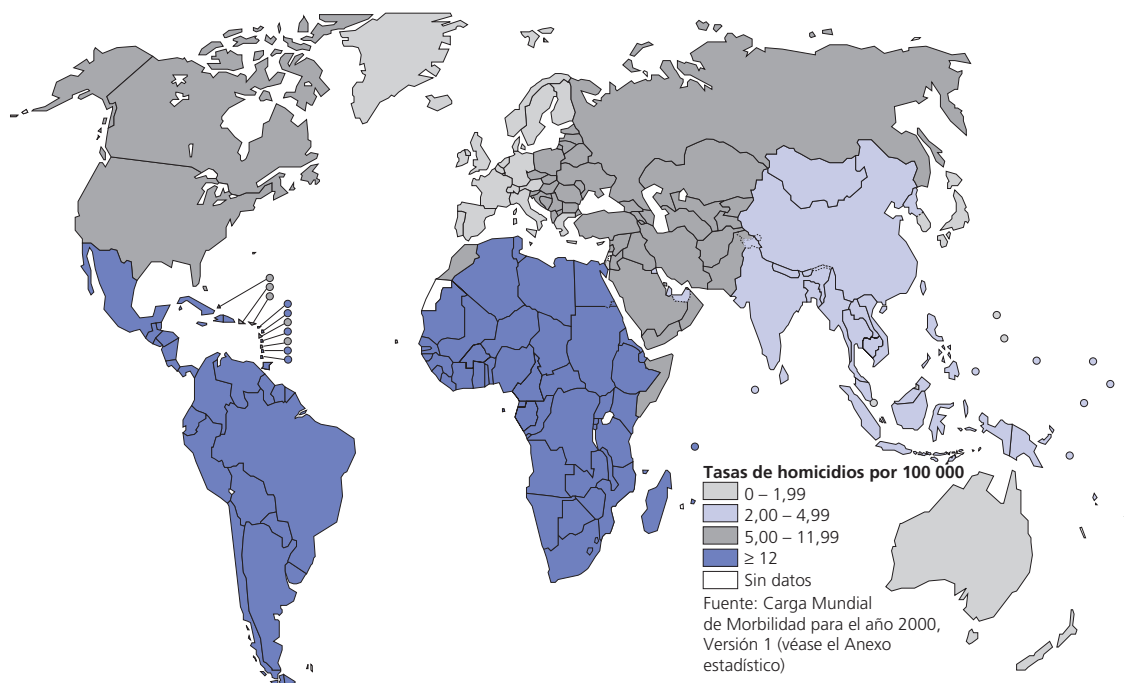 Tasas de homicidios por 100 000
0 – 1,99
2,00 – 4,99
5,00 – 11,99
≥ 12
Sin datos
Fuente: Carga Mundial
de Morbilidad para el año 2000,
Versión 1 (véase el Anexo
estadístico)